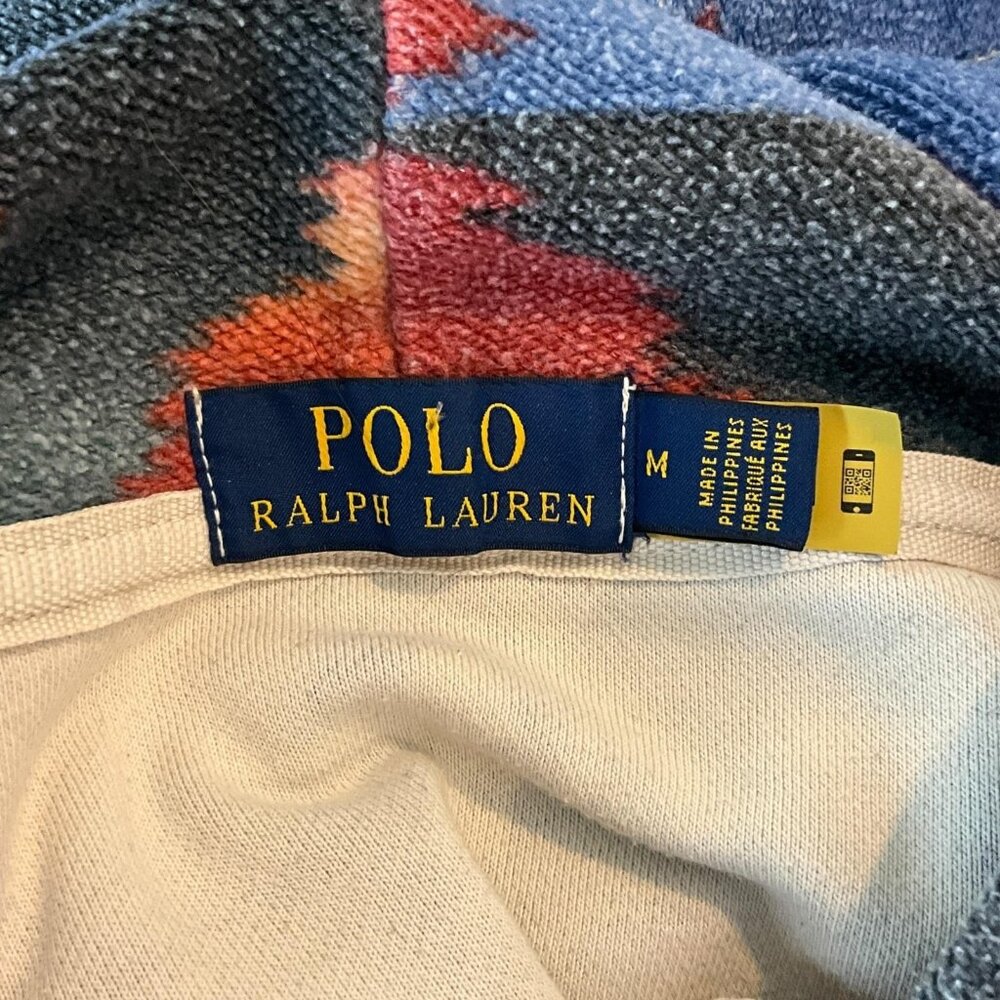 POLO
RALPH LAUREN
M
MADE IN
PHILIPPINES
FABRIQUÉ AUX
PHILIPPINES